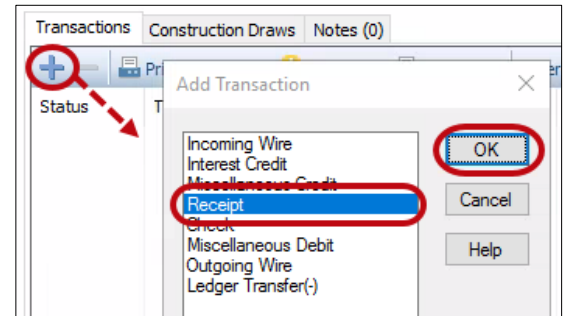 Transactions Construction Draws Notes (0)
Add Transaction
Status
Incoming Wire
Interest Credit
Miscellaneous Credit
Receipt
Check
Miscellaneous Debit
Outgoing Wire
Ledger Transfer(-)
OK
Cancel
Help